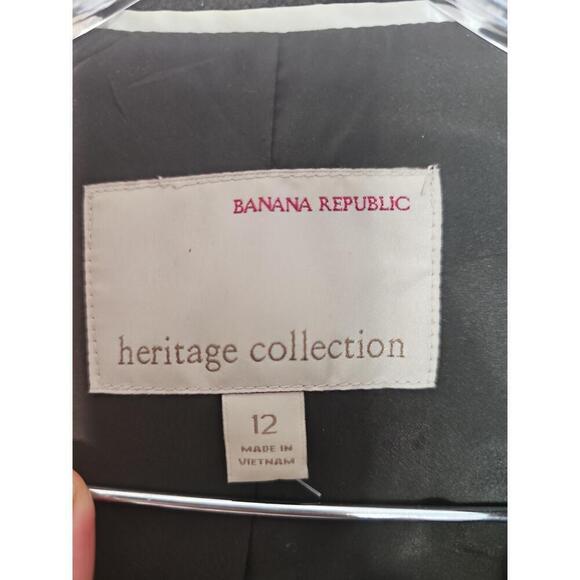 BANANA REPUBLIC
heritage collection
12
MADE IN
VIETNAM